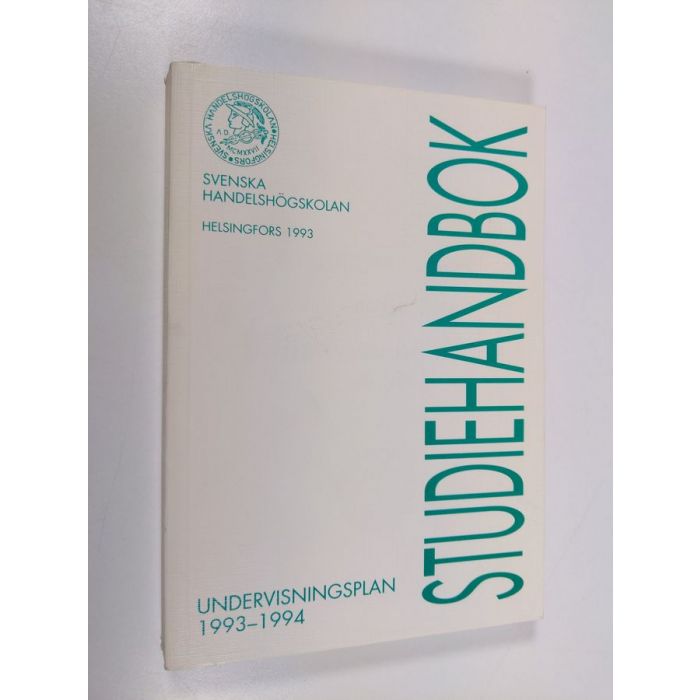 SVENSKA HANDELSHÖGSKOLAN • HELSINGFORS •
A.D.
MCMXXVII
SVENSKA
HANDELSHÖGSKOLAN
HELSINGFORS 1993
STUDIEHANDBOK
UNDERVISNINGSPLAN
1993–1994